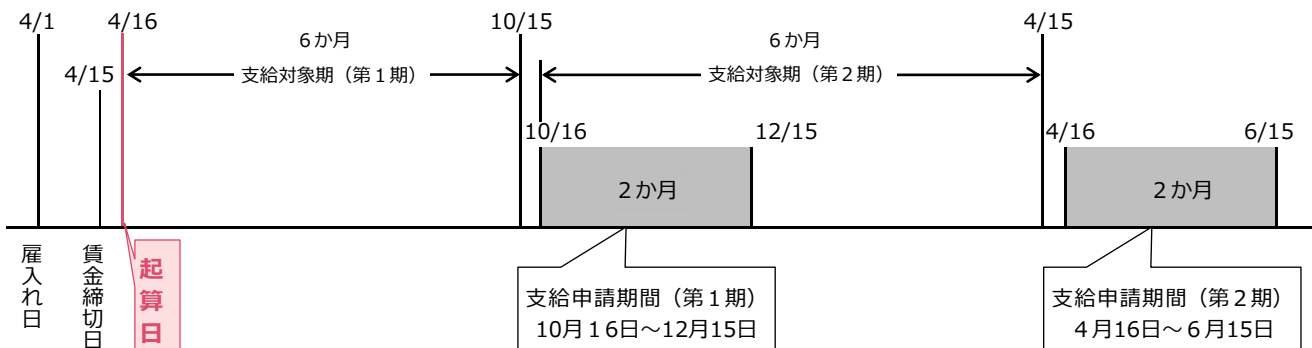 4/1
4/16
10/15
4/15
6か月
6か月
4/15
支給対象期（第１期）
支給対象期（第２期）
10/16
12/15
4/16
6/15
２か月
２か月
雇入れ日
賃金締切日
起算日
支給申請期間（第１期）
10月１6日～12月15日
支給申請期間（第２期）
４月16日～６月15日